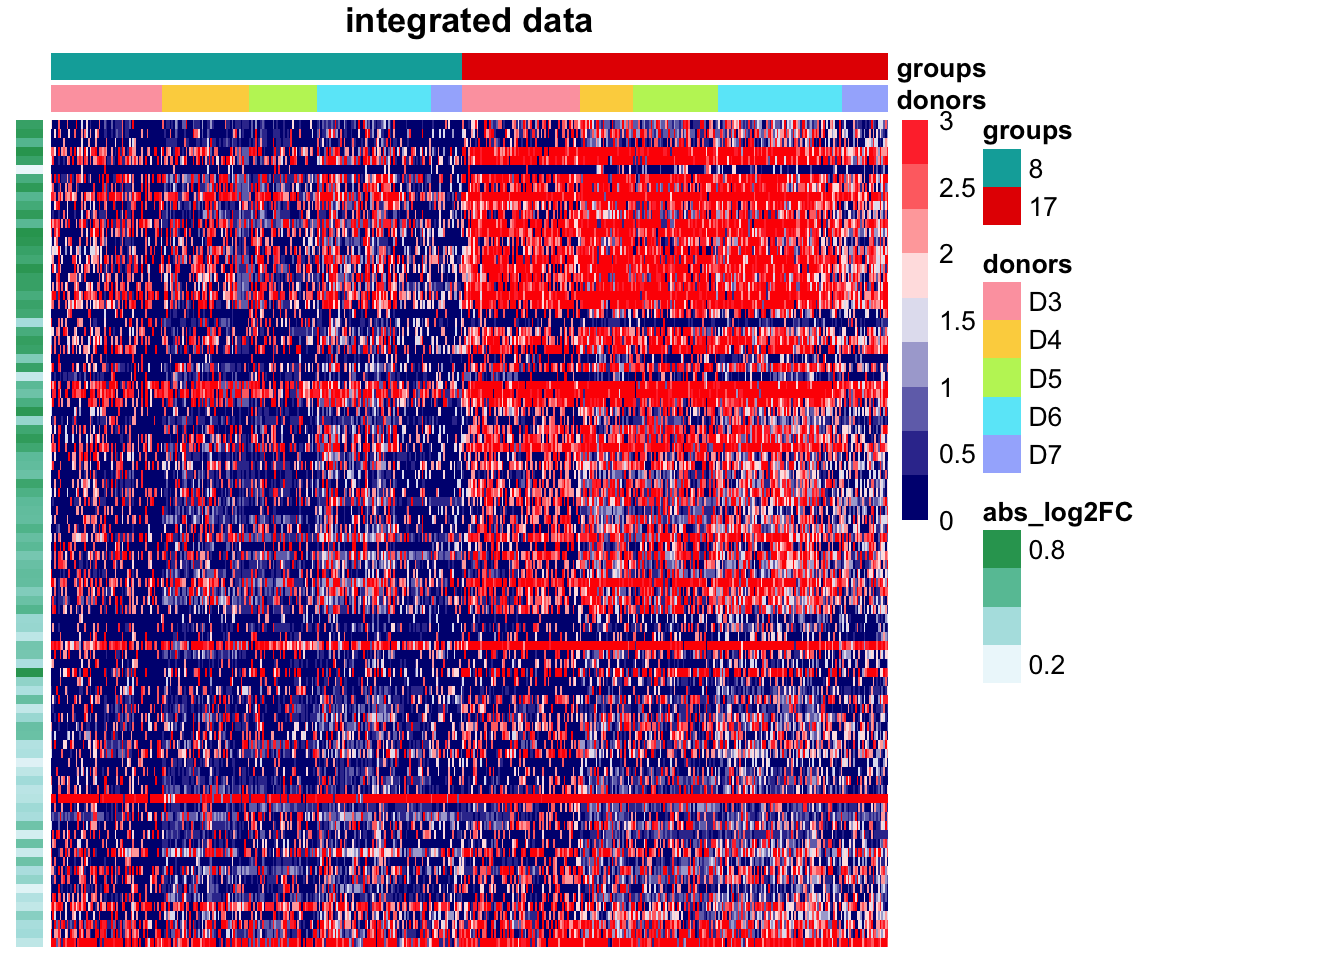 integrated data
groups
donors
3
2.5
2
1.5
1
0.5
0
groups
8
17
donors
D3
D4
D5
D6
D7
abs_log2FC
0.8
0.2